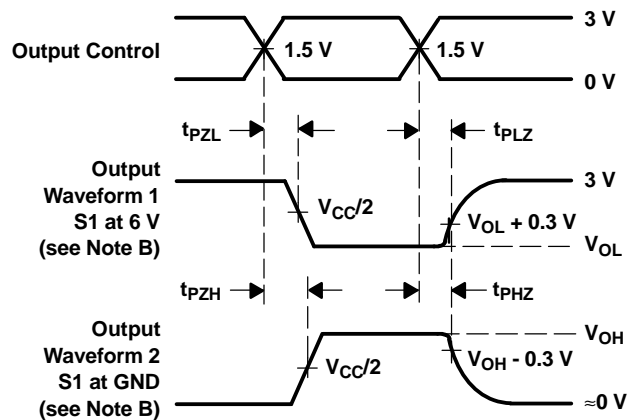 3 V
Output Control
1.5 V
1.5 V
0 V
tPZL
tPLZ
Output
Waveform 1
S1 at 6 V
(see Note B)
3 V
VCC/2
VOL + 0.3 V
VOL
tPZH
tPHZ
Output
Waveform 2
S1 at GND
(see Note B)
VOH
VCC/2
VOH - 0.3 V
≈0 V